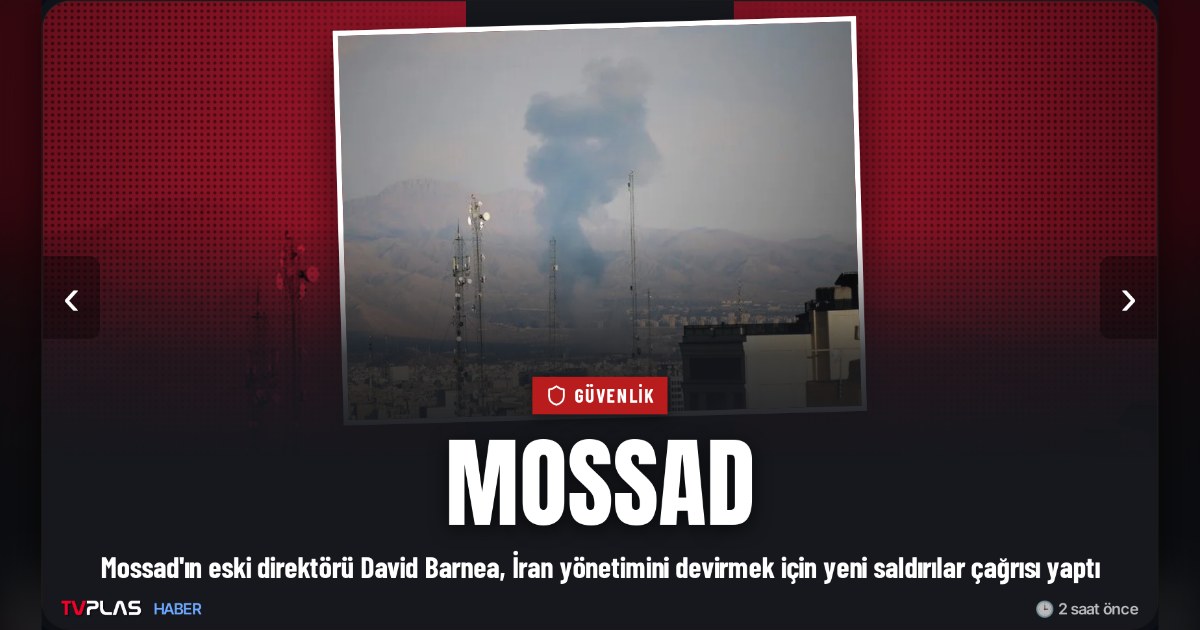 GÜVENLİK
MOSSAD
Mossad'ın eski direktörü David Barnea, İran yönetimini devirmek için yeni saldırılar çağrısı yaptı
TVPLAS HABER
2 saat önce